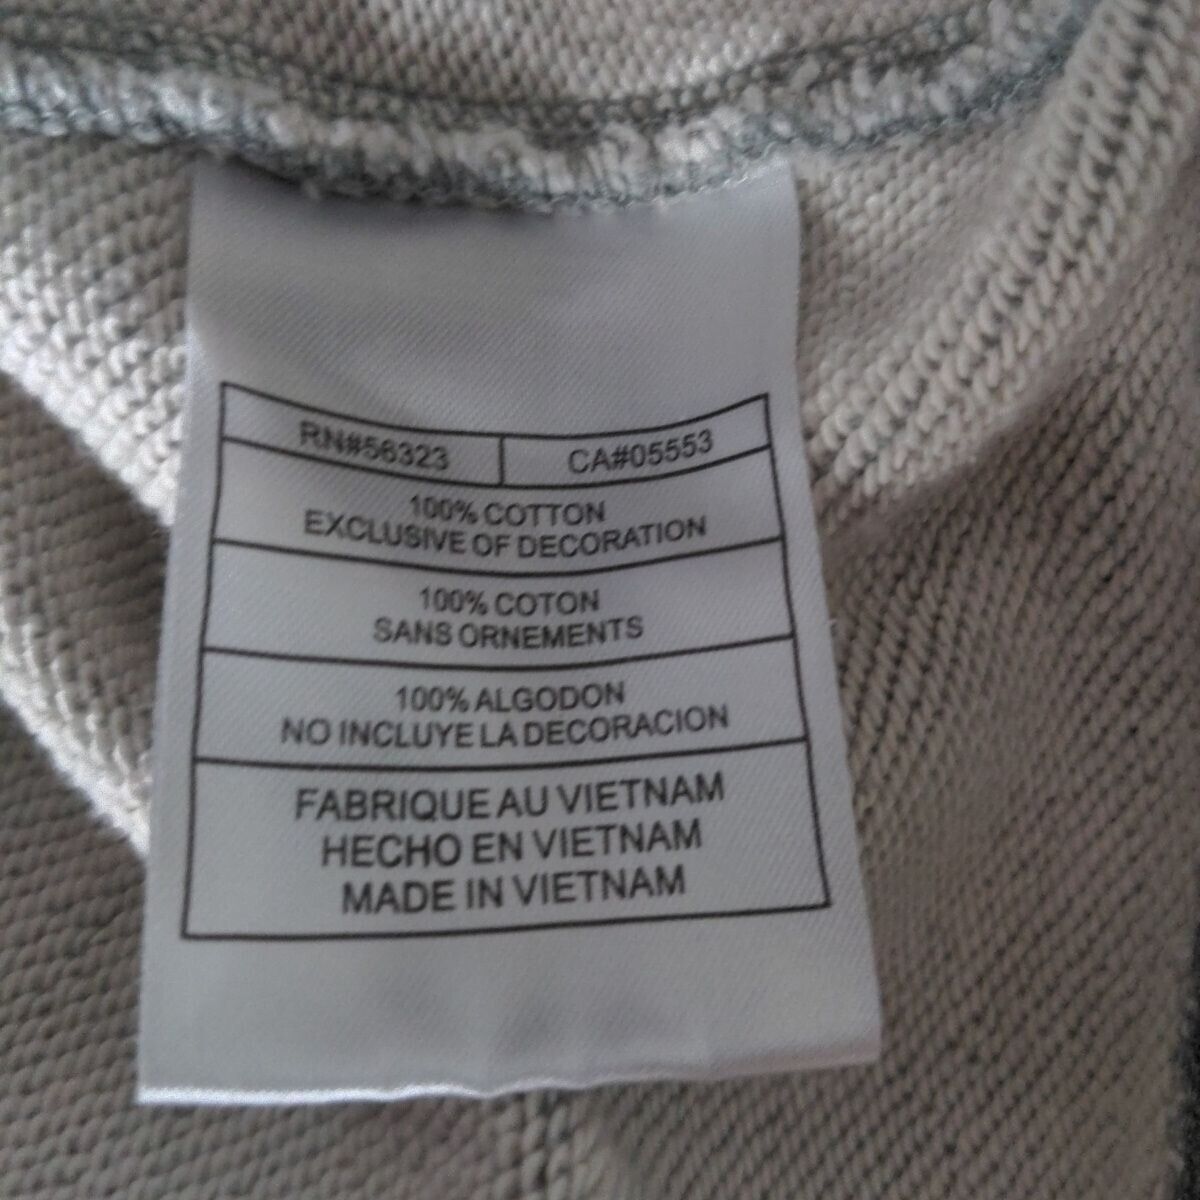 RN#56323 CA#05553
100% COTTON
EXCLUSIVE OF DECORATION
100% COTON
SANS ORNEMENTS
100% ALGODON
NO INCLUYE LA DECORACION
FABRIQUE AU VIETNAM
HECHO EN VIETNAM
MADE IN VIETNAM